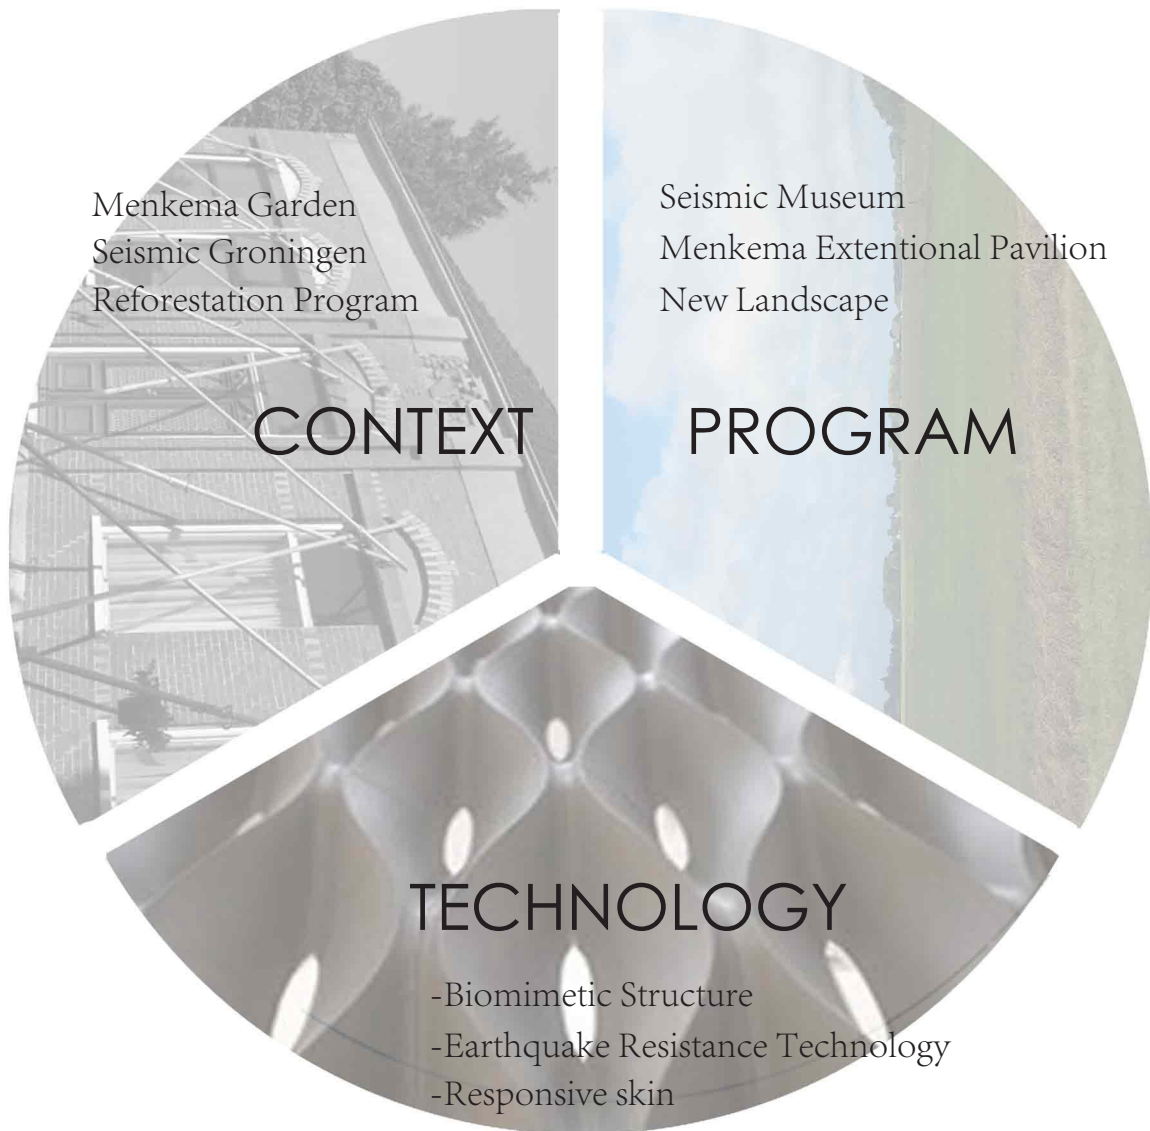 Menkema Garden
Seismic Groningen
Reforestation Program
CONTEXT
Seismic Museum
Menkema Extentional Pavilion
New Landscape
PROGRAM
TECHNOLOGY
-Biomimetic Structure
-Earthquake Resistance Technology
-Responsive skin